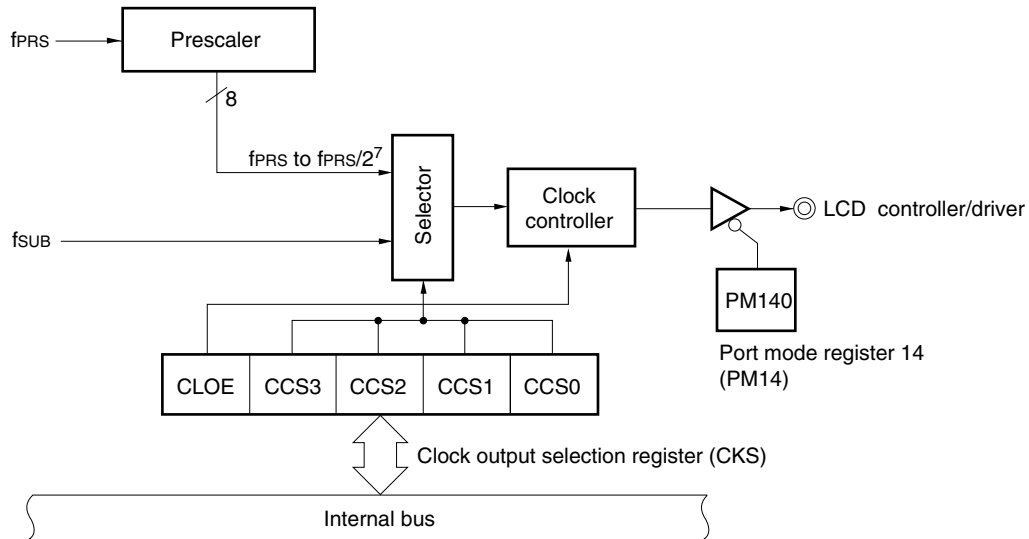 fPRS
Prescaler
8
fPRS to fPRS/2⁷
Selector
Clock
controller
LCD controller/driver
fSUB
PM140
Port mode register 14
(PM14)
CLOE CCS3 CCS2 CCS1 CCS0
Clock output selection register (CKS)
Internal bus